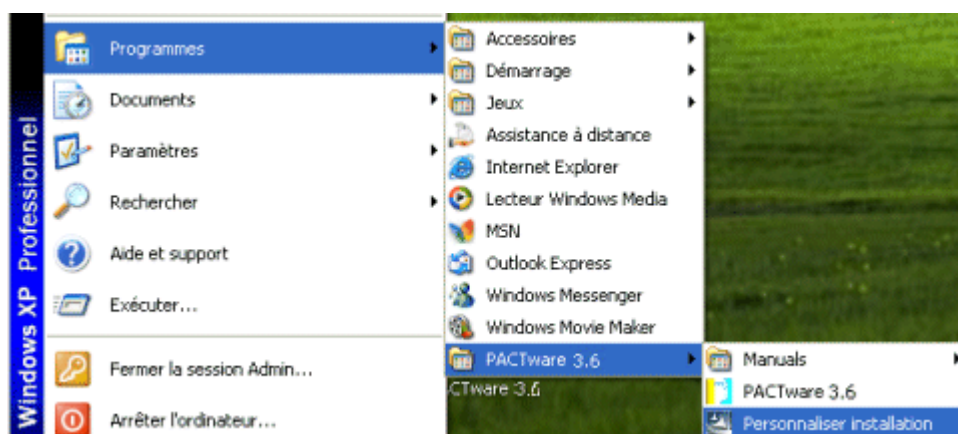 Windows XP Professionnel
Programmes
Documents
Paramètres
Rechercher
Aide et support
Exécuter...
Fermer la session Admin...
Arrêter l'ordinateur...
Accessoires
Démarrage
Jeux
Assistance à distance
Internet Explorer
Lecteur Windows Media
MSN
Outlook Express
Windows Messenger
Windows Movie Maker
PACTware 3.6
CTware 3.6
Manuals
PACTware 3.6
Personnaliser installation